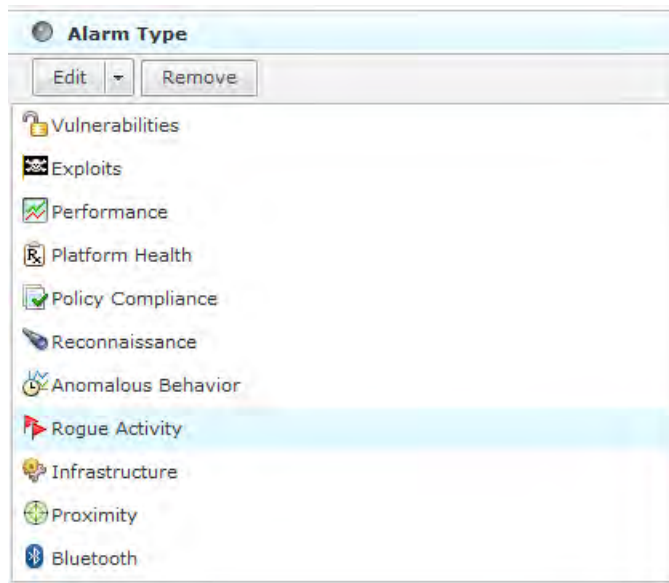 Alarm Type
Edit Remove
Vulnerabilities
Exploits
Performance
Rx Platform Health
Policy Compliance
Reconnaissance
Anomalous Behavior
Rogue Activity
Infrastructure
Proximity
Bluetooth